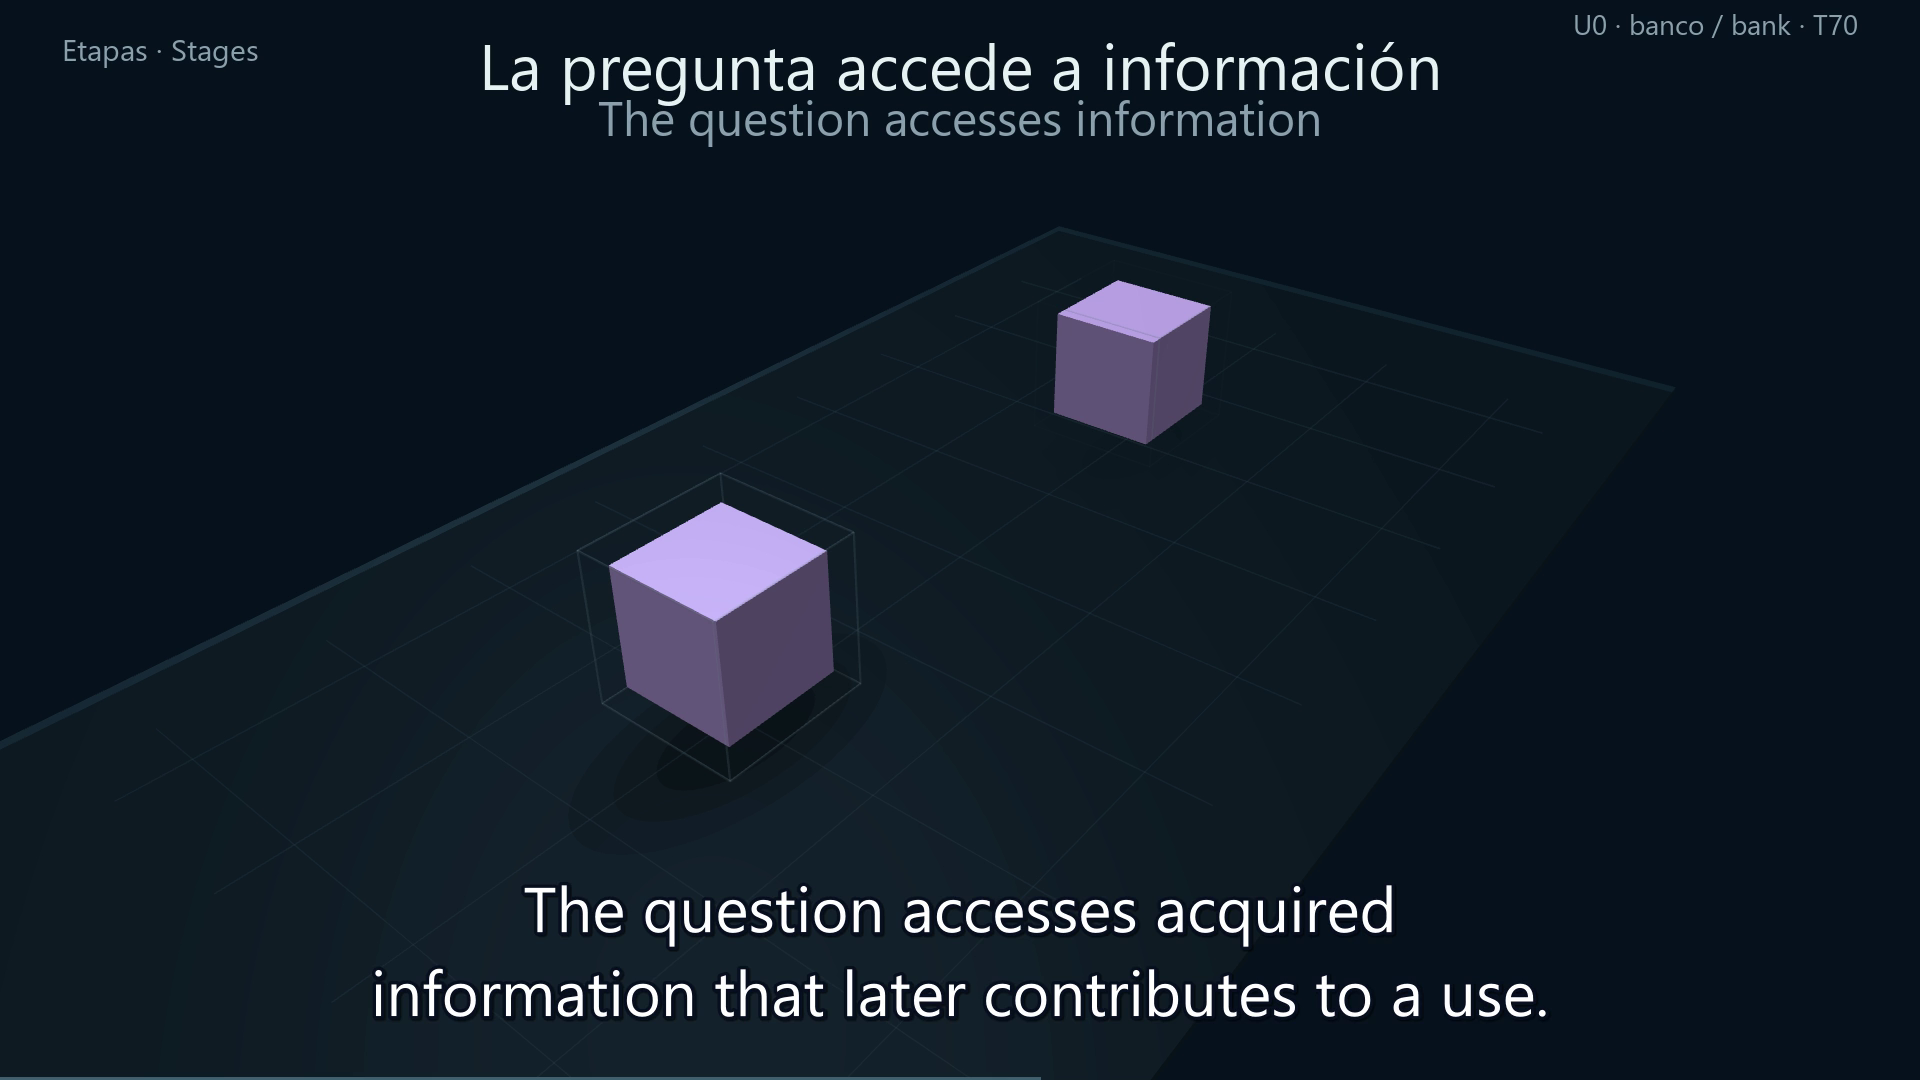 Etapas · Stages
U0 · banco / bank · T70
La pregunta accede a información
The question accesses information
The question accesses acquired
information that later contributes to a use.